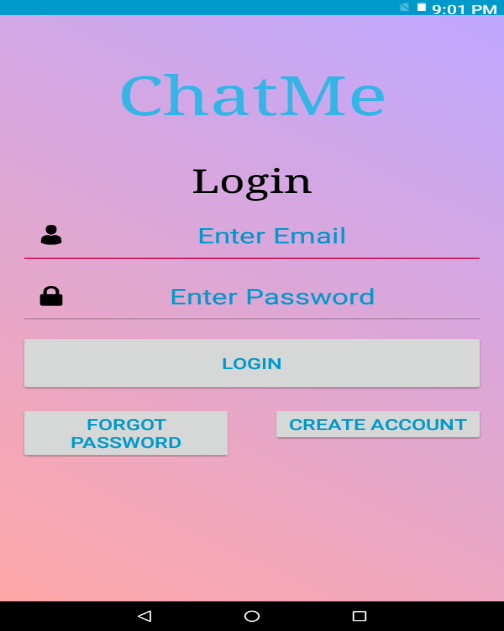 9:01 PM
ChatMe
Login
Enter Email
Enter Password
LOGIN
FORGOT
PASSWORD
CREATE ACCOUNT